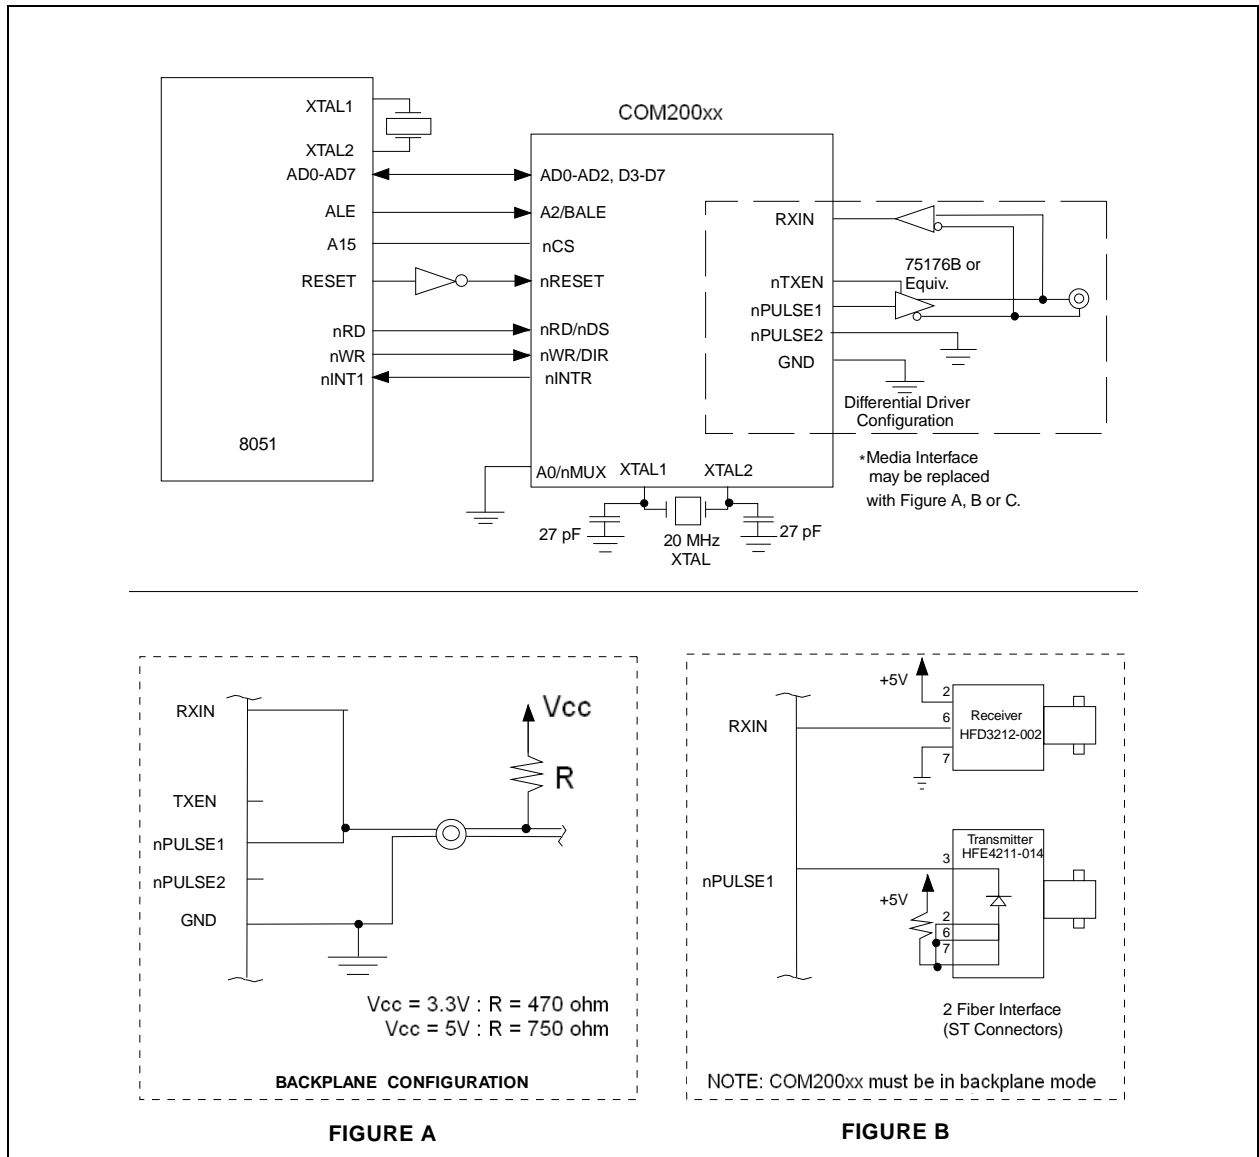 COM200xx
XTAL1
XTAL2
AD0-AD7
ALE
A15
RESET
nRD
nWR
nINT1
8051
AD0-AD2, D3-D7
A2/BALE
nCS
nRESET
nRD/nDS
nWR/DIR
nINTR
A0/nMUX
XTAL1
XTAL2
RXIN
nTXEN
nPULSE1
nPULSE2
GND
75176B or
Equiv.
Differential Driver
Configuration
*Media Interface
may be replaced
with Figure A, B or C.
27 pF
20 MHz
XTAL
27 pF
RXIN
TXEN
nPULSE1
nPULSE2
GND
Vcc
R
Vcc = 3.3V : R = 470 ohm
Vcc = 5V : R = 750 ohm
BACKPLANE CONFIGURATION
FIGURE A
RXIN
nPULSE1
+5V
2
6
7
Receiver
HFD3212-002
Transmitter
HFE4211-014
3
+5V
2
6
7
2 Fiber Interface
(ST Connectors)
NOTE: COM200xx must be in backplane mode
FIGURE B